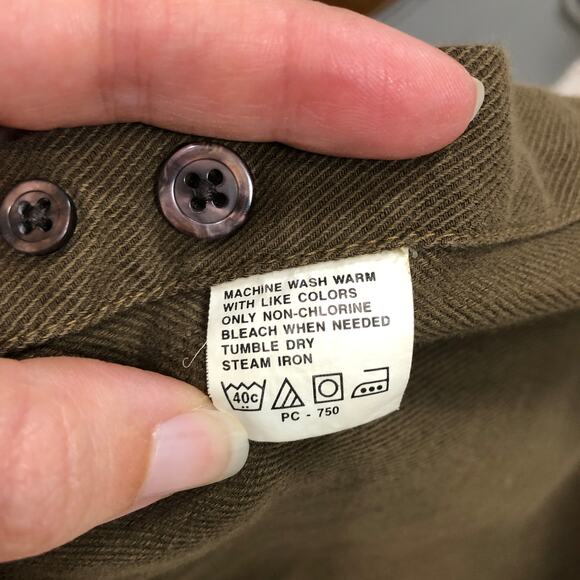 MACHINE WASH WARM
WITH LIKE COLORS
ONLY NON-CHLORINE
BLEACH WHEN NEEDED
TUMBLE DRY
STEAM IRON
40c
PC - 750